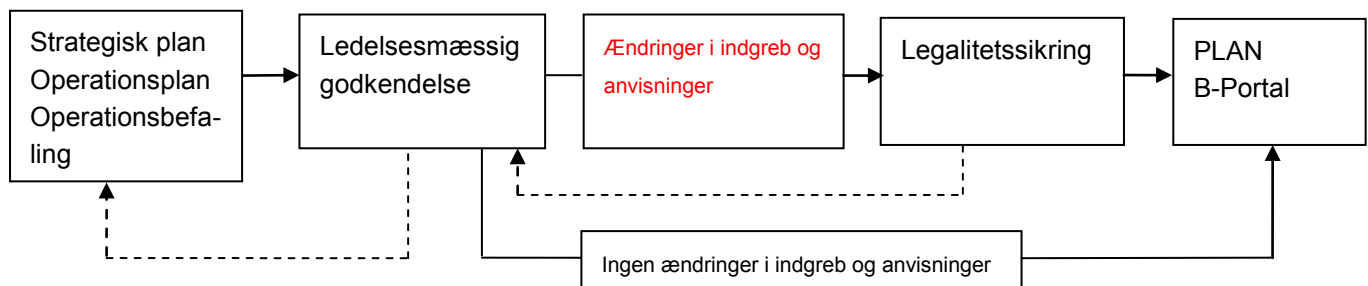 Strategisk plan
Operationsplan
Operationsbefa-
ling
Ledelsesmæssig
godkendelse
Ændringer i indgreb og
anvisninger
Legalitetssikring
PLAN
B-Portal
Ingen ændringer i indgreb og anvisninger